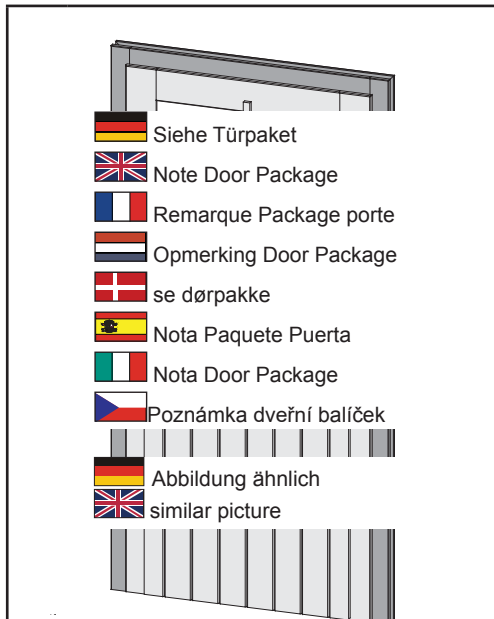 Siehe Türpaket
Note Door Package
Remarque Package porte
Opmerking Door Package
se dørpakke
Nota Paquete Puerta
Nota Door Package
Poznámka dveřní balíček
Abbildung ähnlich
similar picture